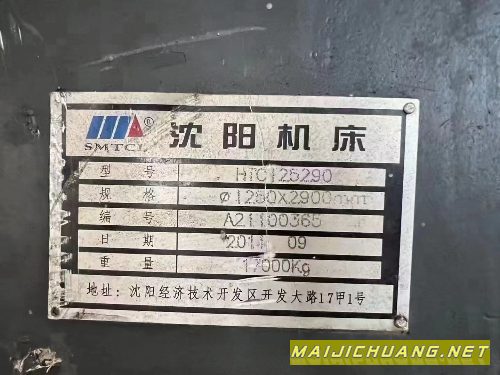 沈阳机床
SMTCL ®
型 号 HTC125290
规 格 ø1250X2900mm
编 号 A21100365
日 期 2011 09
重 量 17000Kg
地址：沈阳经济技术开发区开发大路17甲1号
MAIJICHUANG.NET